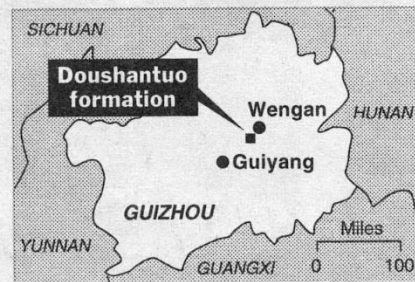 SICHUAN
Doushantuo
formation
Wengan
HUNAN
Guiyang
GUIZHOU
Miles
YUNNAN
GUANGXI
0 100